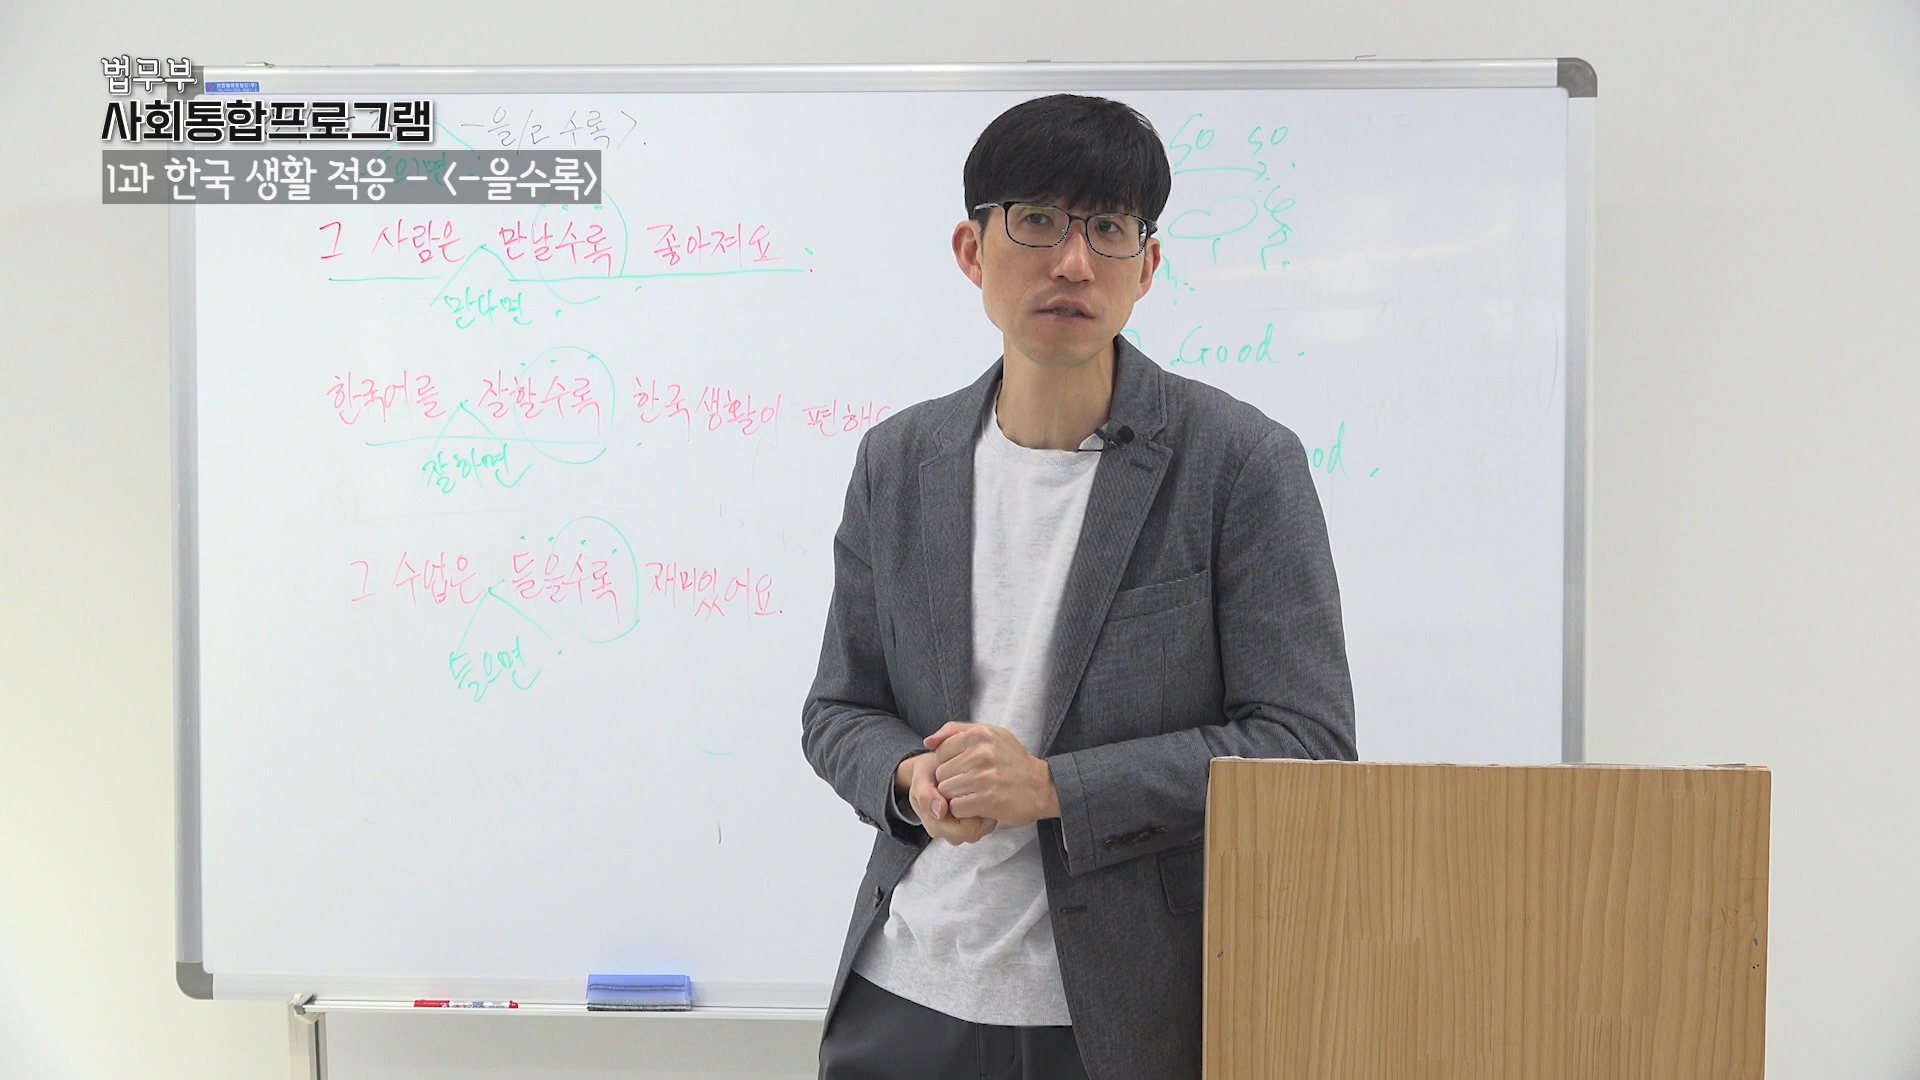 법무부
사회통합프로그램
1과 한국 생활 적응 - <-을수록>
-을/ㄹ수록>.
그 사람은 만날수록 좋아져요.
만나면
한국어를 잘할수록 한국생활이 편해
잘하면
그 수법은 들을수록 재미있어요.
들으면
so so
Good.
od.